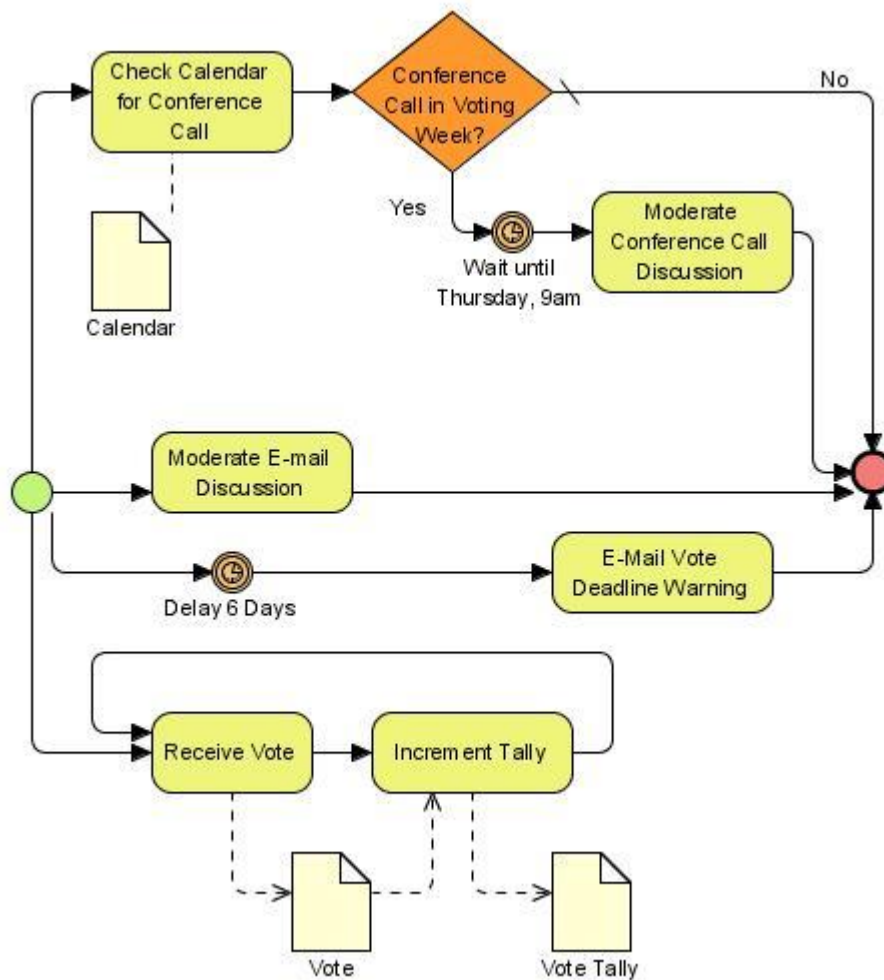 Check Calendar
for Conference
Call
Conference
Call in Voting
Week?
No
Yes
Wait until
Thursday, 9am
Moderate
Conference Call
Discussion
Calendar
Moderate E-mail
Discussion
Delay 6 Days
E-Mail Vote
Deadline Warning
Receive Vote
Increment Tally
Vote
Vote Tally